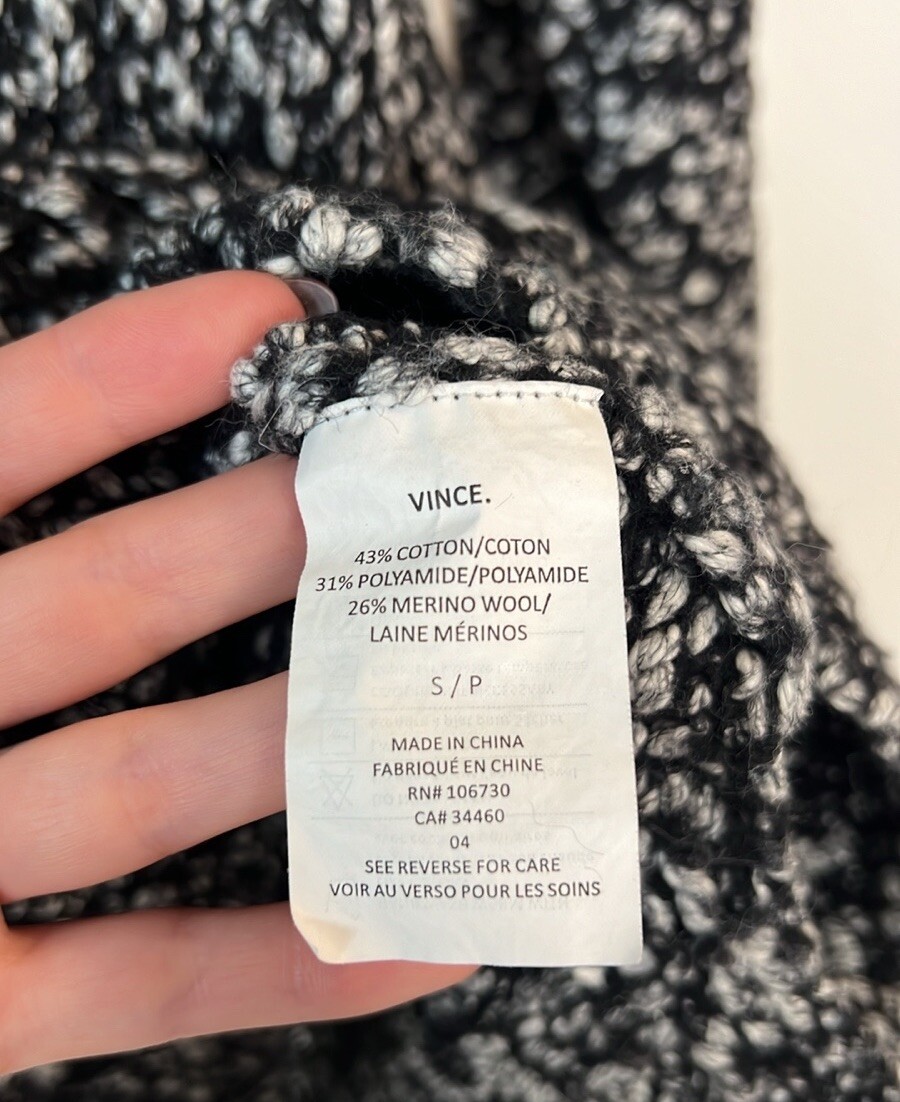 VINCE.
43% COTTON/COTON
31% POLYAMIDE/POLYAMIDE
26% MERINO WOOL/
LAINE MÉRINOS
S / P
MADE IN CHINA
FABRIQUÉ EN CHINE
RN# 106730
CA# 34460
04
SEE REVERSE FOR CARE
VOIR AU VERSO POUR LES SOINS